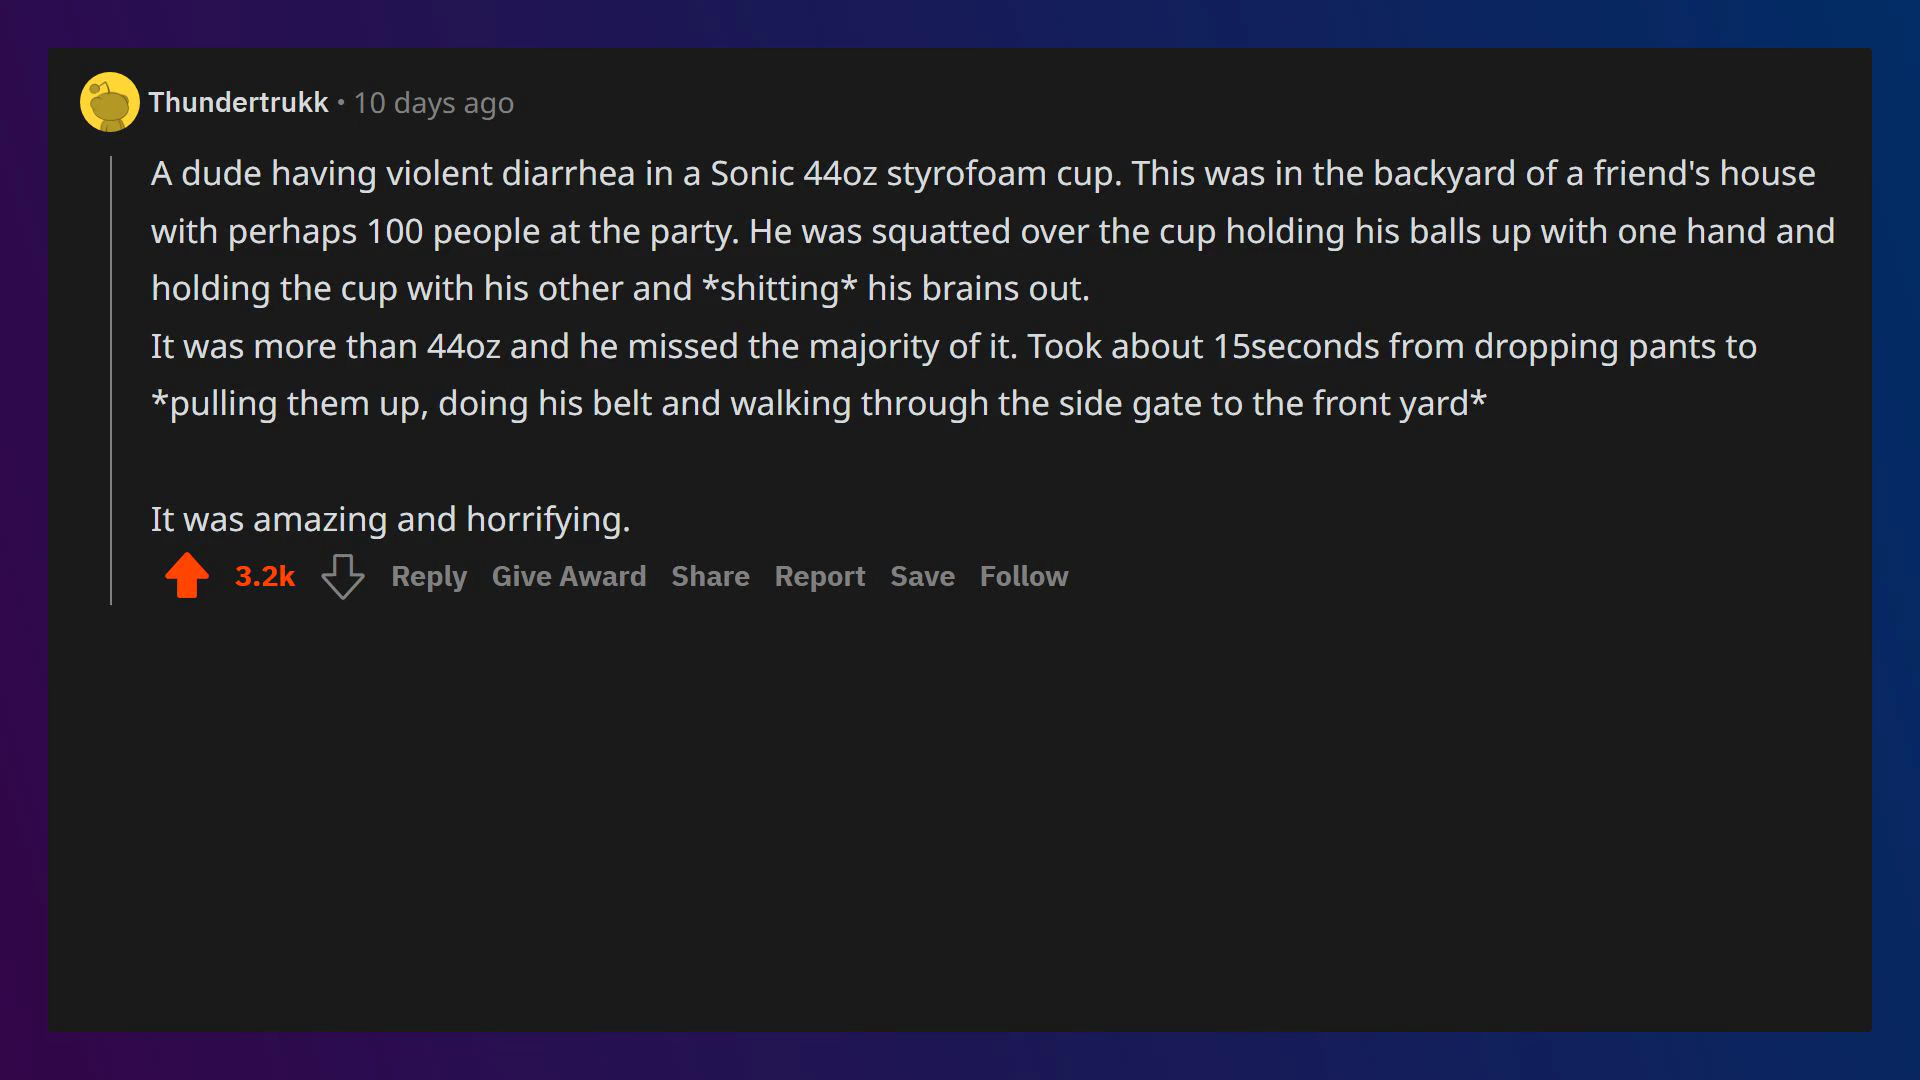 Thundertrukk • 10 days ago
A dude having violent diarrhea in a Sonic 44oz styrofoam cup. This was in the backyard of a friend's house
with perhaps 100 people at the party. He was squatted over the cup holding his balls up with one hand and
holding the cup with his other and *shitting* his brains out.
It was more than 44oz and he missed the majority of it. Took about 15seconds from dropping pants to
*pulling them up, doing his belt and walking through the side gate to the front yard*
It was amazing and horrifying.
3.2k Reply Give Award Share Report Save Follow